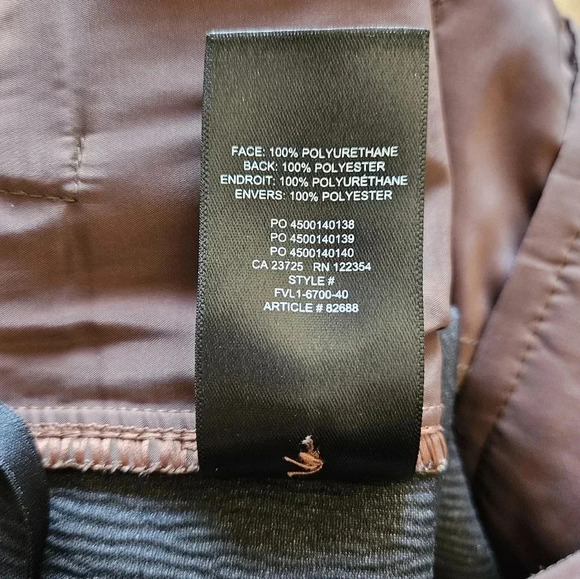 FACE: 100% POLYURETHANE
BACK: 100% POLYESTER
ENDROIT: 100% POLYURÉTHANE
ENVERS: 100% POLYESTER
PO 4500140138
PO 4500140139
PO 4500140140
CA 23725 RN 122354
STYLE #
FVL1-6700-40
ARTICLE # 82688